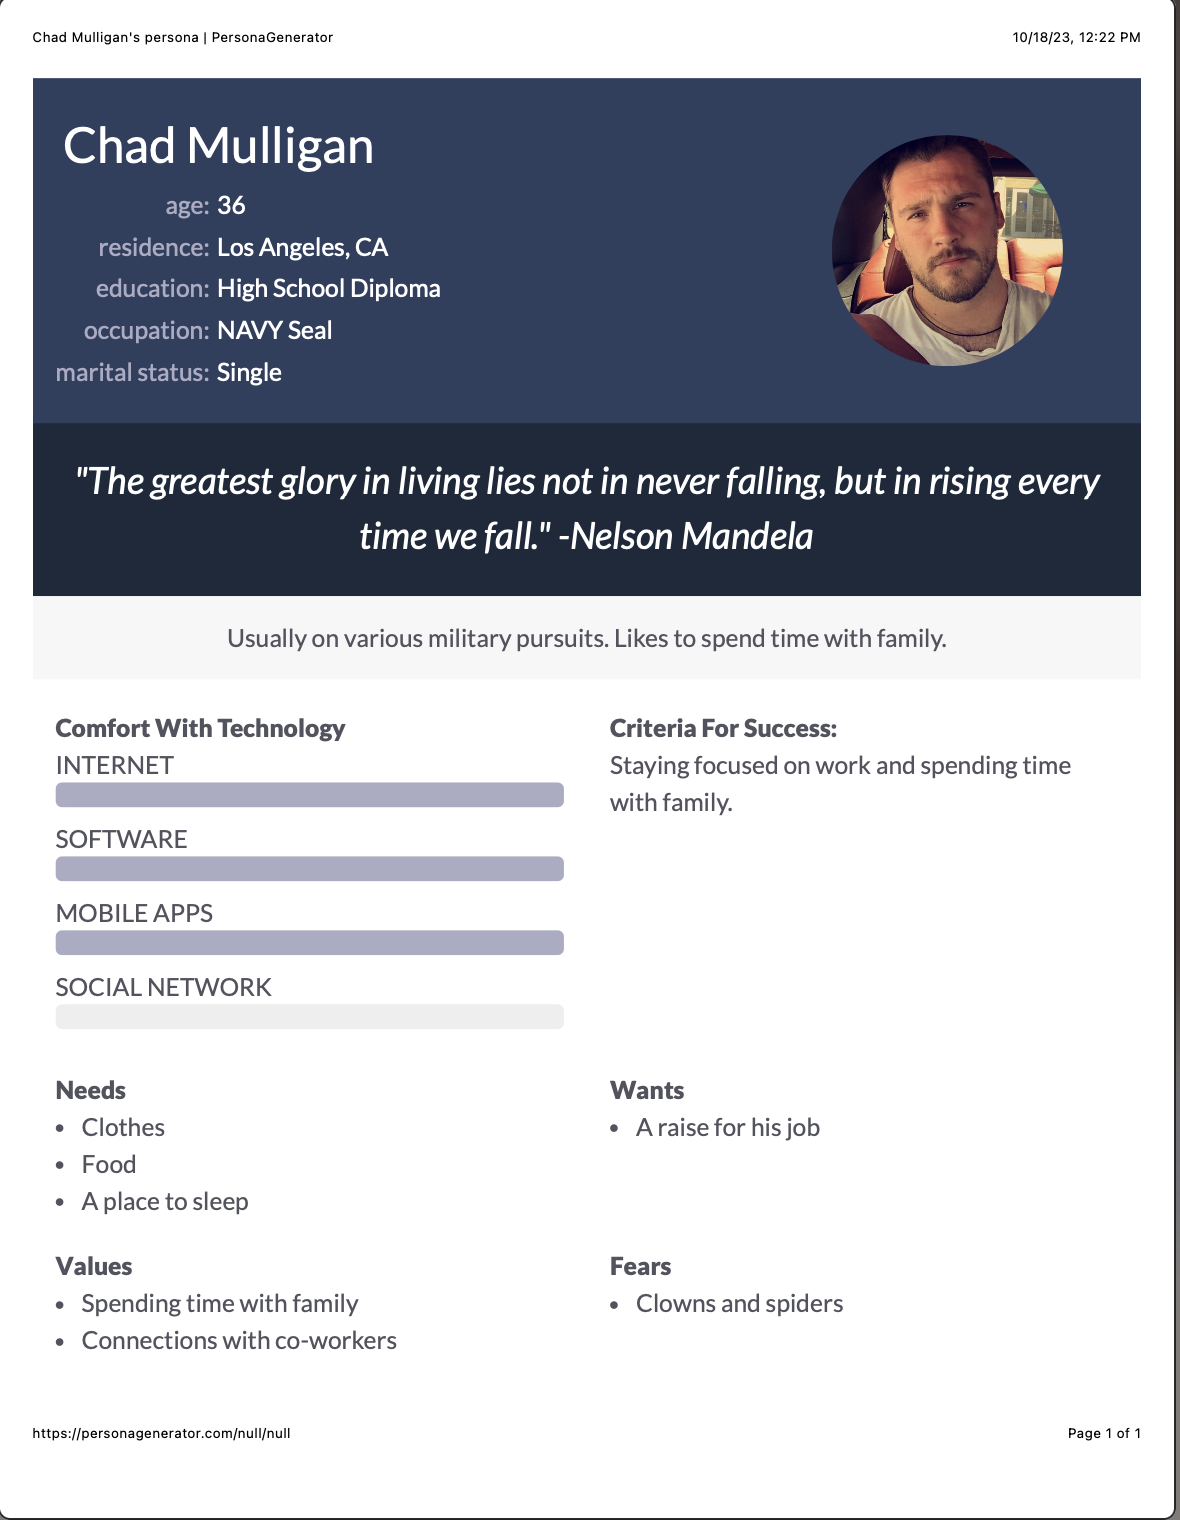 Chad Mulligan's persona | PersonaGenerator
10/18/23, 12:22 PM
Chad Mulligan
age: 36
residence: Los Angeles, CA
education: High School Diploma
occupation: NAVY Seal
marital status: Single
"The greatest glory in living lies not in never falling, but in rising every
time we fall." -Nelson Mandela
Usually on various military pursuits. Likes to spend time with family.
Comfort With Technology
INTERNET
SOFTWARE
MOBILE APPS
SOCIAL NETWORK
Criteria For Success:
Staying focused on work and spending time
with family.
Needs
• Clothes
• Food
• A place to sleep
Wants
• A raise for his job
Values
• Spending time with family
• Connections with co-workers
Fears
• Clowns and spiders
https://personagenerator.com/null/null
Page 1 of 1